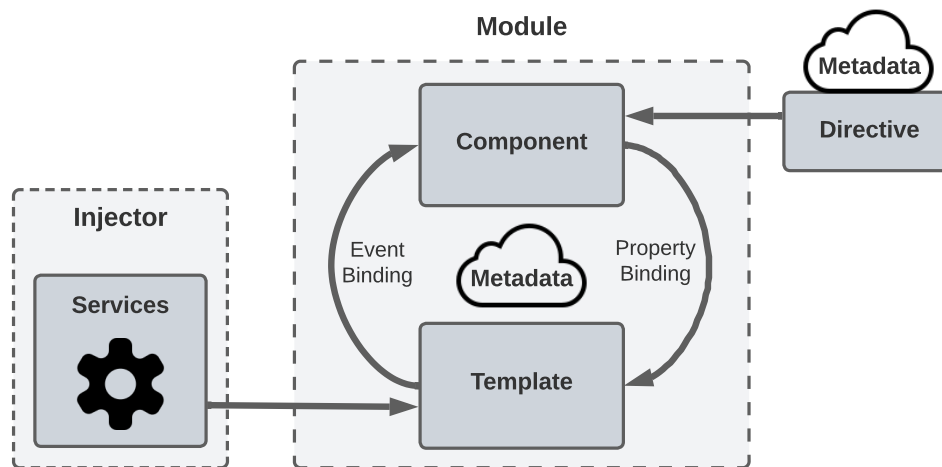 Module
Metadata
Component
Directive
Injector
Event
Binding
Metadata
Property
Binding
Services
Template